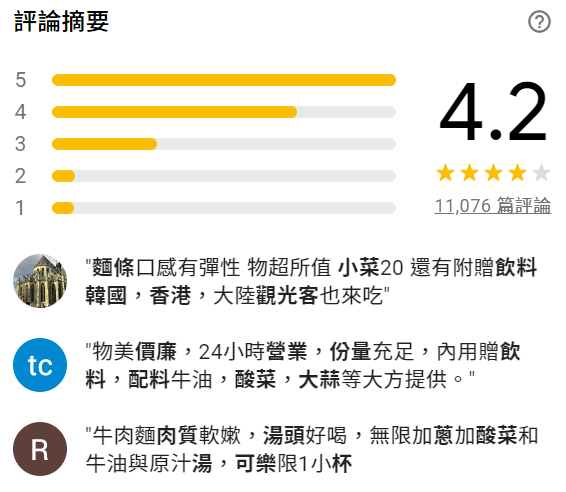 評論摘要
5
4
3
2
1
4.2
11,076 篇評論
"麵條口感有彈性 物超所值 小菜20 還有附贈飲料
韓國，香港，大陸觀光客也來吃"
tc
"物美價廉，24小時營業，份量充足，內用贈飲
料，配料牛油，酸菜，大蒜等大方提供。"
R
"牛肉麵肉質軟嫩，湯頭好喝，無限加蔥加酸菜和
牛油與原汁湯，可樂限1小杯